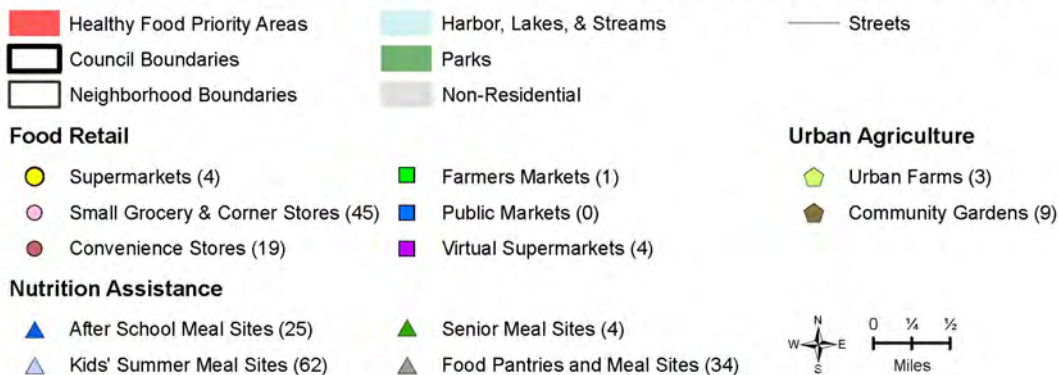 Healthy Food Priority Areas
Harbor, Lakes, & Streams
Streets
Council Boundaries
Parks
Neighborhood Boundaries
Non-Residential
Food Retail
Urban Agriculture
Supermarkets (4)
Farmers Markets (1)
Urban Farms (3)
Small Grocery & Corner Stores (45)
Public Markets (0)
Community Gardens (9)
Convenience Stores (19)
Virtual Supermarkets (4)
Nutrition Assistance
After School Meal Sites (25)
Senior Meal Sites (4)
Kids' Summer Meal Sites (62)
Food Pantries and Meal Sites (34)
N
W E
S
0 ¼ ½
Miles